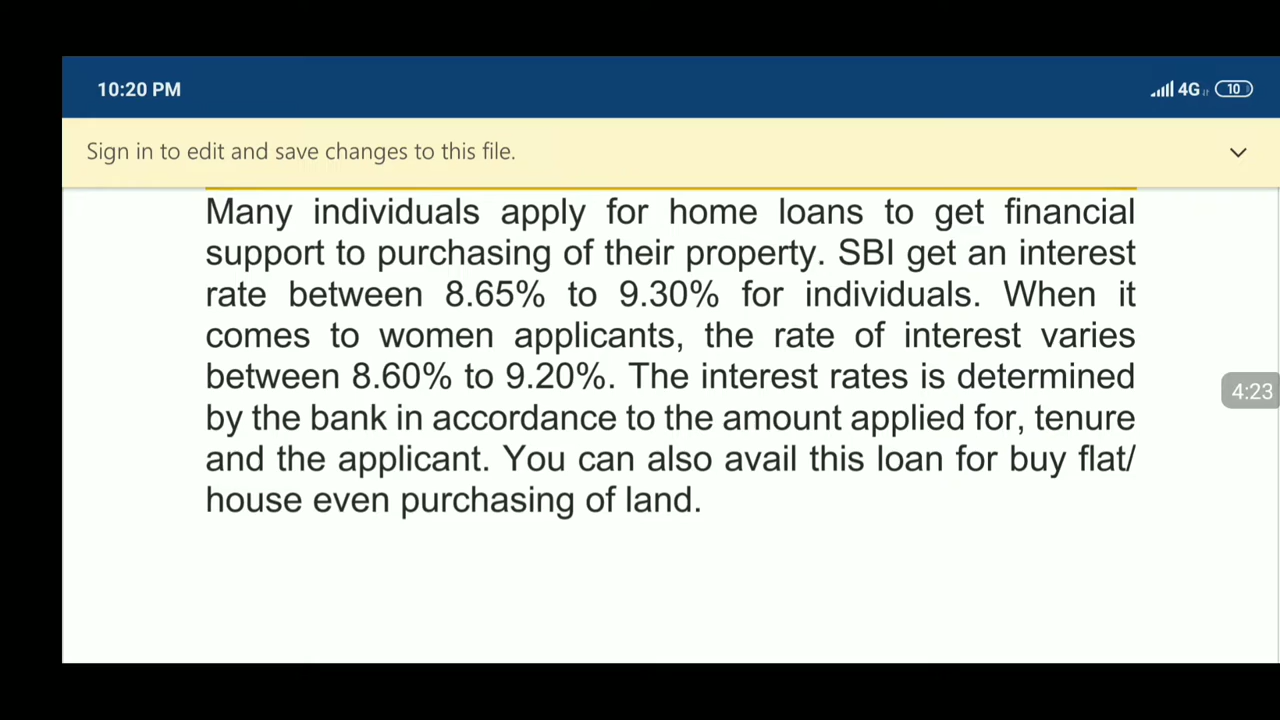 10:20 PM
4G
10
Sign in to edit and save changes to this file.
Many individuals apply for home loans to get financial
support to purchasing of their property. SBI get an interest
rate between 8.65% to 9.30% for individuals. When it
comes to women applicants, the rate of interest varies
between 8.60% to 9.20%. The interest rates is determined
by the bank in accordance to the amount applied for, tenure
and the applicant. You can also avail this loan for buy flat/
house even purchasing of land.
4:23